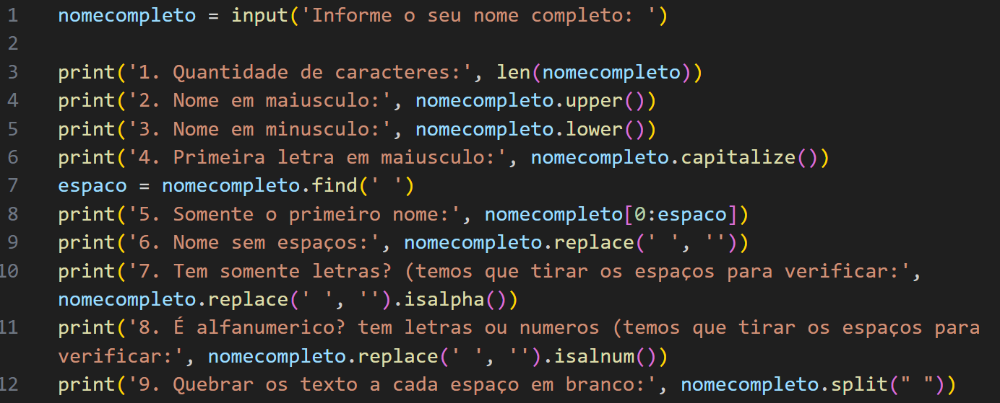 1 nomecompleto = input('Informe o seu nome completo: ')
2
3 print('1. Quantidade de caracteres:', len(nomecompleto))
4 print('2. Nome em maiusculo:', nomecompleto.upper())
5 print('3. Nome em minusculo:', nomecompleto.lower())
6 print('4. Primeira letra em maiusculo:', nomecompleto.capitalize())
7 espaco = nomecompleto.find(' ')
8 print('5. Somente o primeiro nome:', nomecompleto[0:espaco])
9 print('6. Nome sem espaços:', nomecompleto.replace(' ', ''))
10 print('7. Tem somente letras? (temos que tirar os espaços para verificar:',
nomecompleto.replace(' ', '').isalpha())
11 print('8. É alfanumerico? tem letras ou numeros (temos que tirar os espaços para
verificar:', nomecompleto.replace(' ', '').isalnum())
12 print('9. Quebrar os texto a cada espaço em branco:', nomecompleto.split(" "))